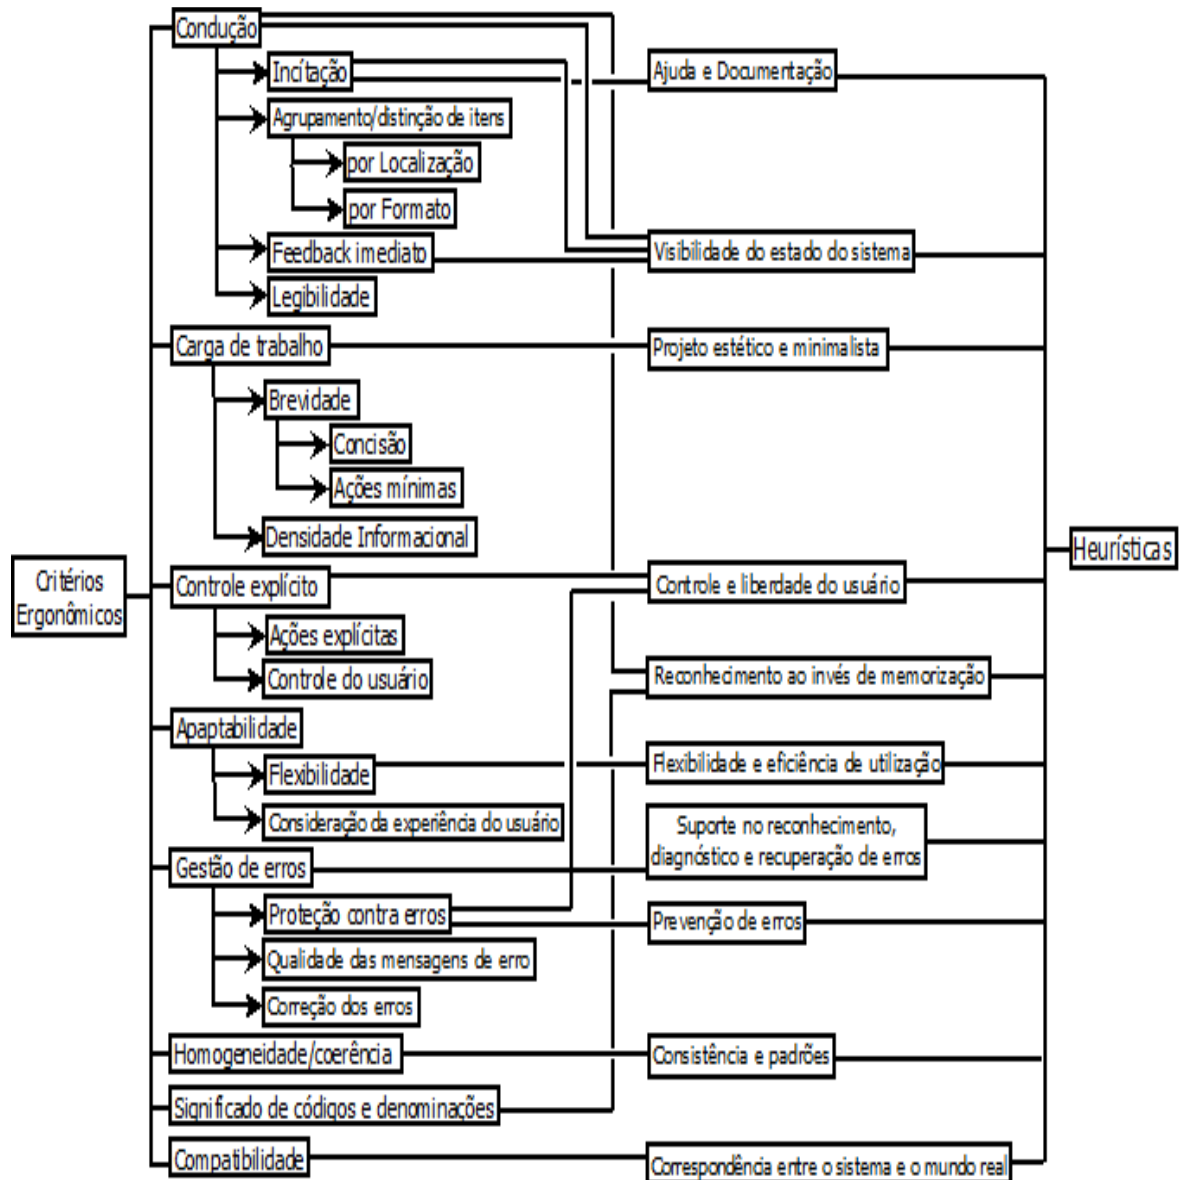 Condução
Incitação
Ajuda e Documentação
Agrupamento/distinção de itens
por Localização
por Formato
Feedback imediato
Visibilidade do estado do sistema
Legibilidade
Carga de trabalho
Projeto estético e minimalista
Brevidade
Concisão
Ações mínimas
Densidade Informacional
Heurísticas
Critérios
Ergonômicos
Controle explícito
Controle e liberdade do usuário
Ações explícitas
Controle do usuário
Reconhecimento ao invés de memorização
Apaptabilidade
Flexibilidade
Flexibilidade e eficiência de utilização
Consideração da experiência do usuário
Suporte no reconhecimento,
diagnóstico e recuperação de erros
Gestão de erros
Proteção contra erros
Prevenção de erros
Qualidade das mensagens de erro
Correção dos erros
Homogeneidade/coerência
Consistência e padrões
Significado de códigos e denominações
Compatibilidade
Correspondência entre o sistema e o mundo real